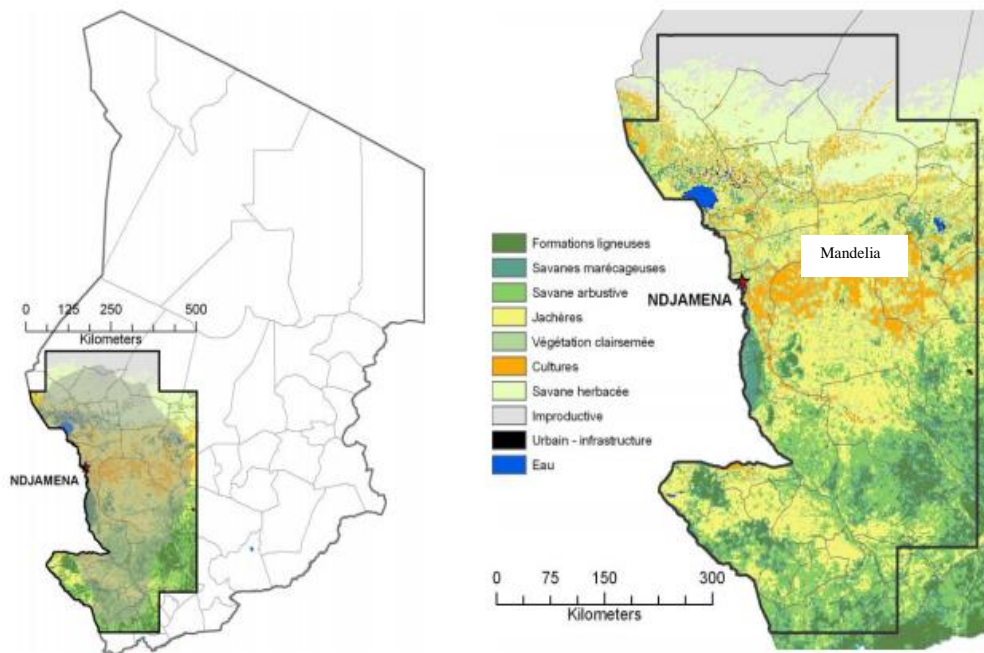 0 125 250 500
Kilometers
NDJAMENA
Formations ligneuses
Savanes marécageuses
Savane arbustive
Jachères
Végétation clairsemée
Cultures
Savane herbacée
Improductive
Urbain - infrastructure
Eau
Mandelia
NDJAMENA
0 75 150 300
Kilometers